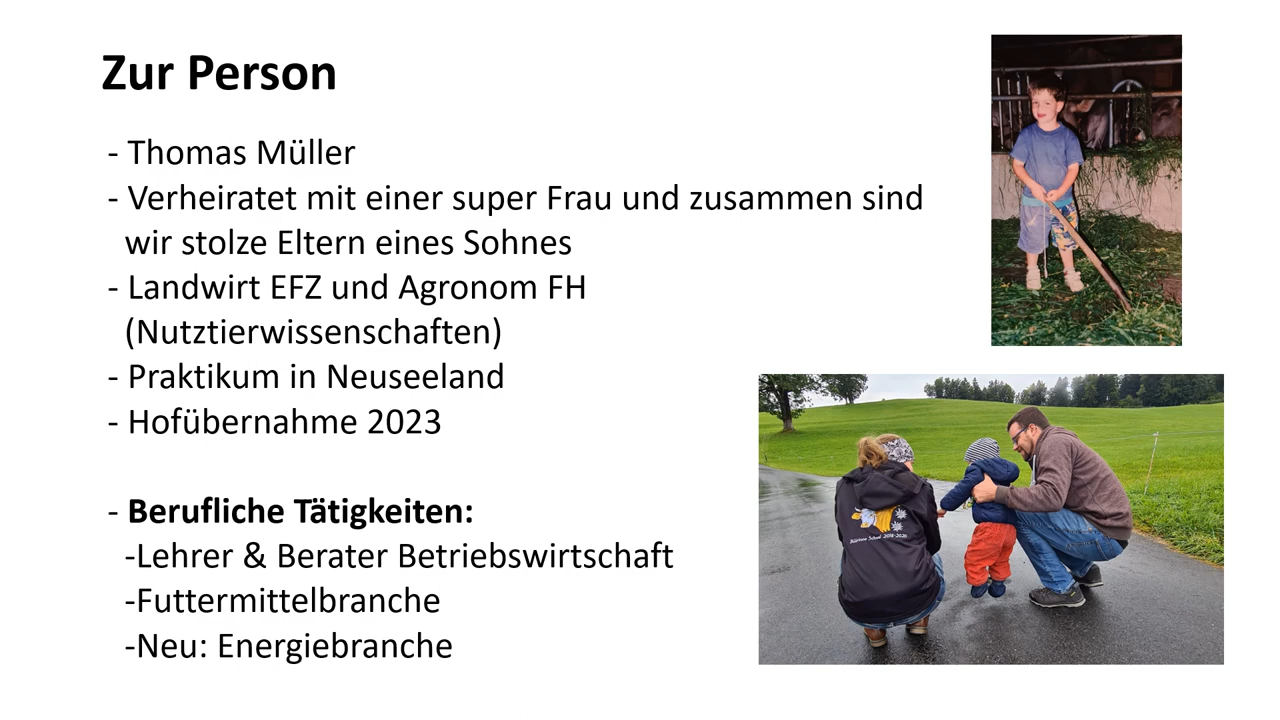 Zur Person
- Thomas Müller
- Verheiratet mit einer super Frau und zusammen sind
wir stolze Eltern eines Sohnes
- Landwirt EFZ und Agronom FH
(Nutztierwissenschaften)
- Praktikum in Neuseeland
- Hofübernahme 2023
- Berufliche Tätigkeiten:
-Lehrer & Berater Betriebswirtschaft
-Futtermittelbranche
-Neu: Energiebranche